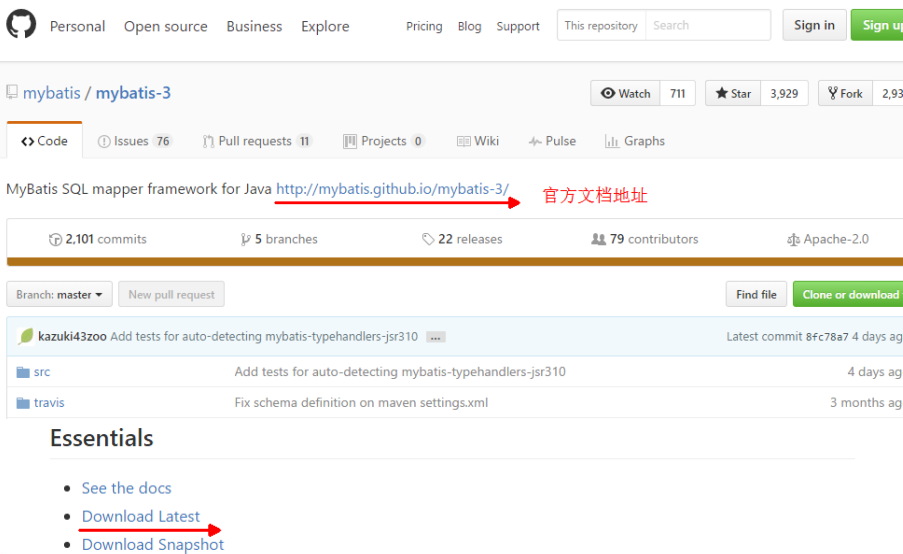 Personal Open source Business Explore Pricing Blog Support This repository Search Sign in Sign up
mybatis / mybatis-3 Watch 711 Star 3,929 Fork 2,93
Code Issues 76 Pull requests 11 Projects 0 Wiki Pulse Graphs
MyBatis SQL mapper framework for Java http://mybatis.github.io/mybatis-3/ 官方文档地址
2,101 commits 5 branches 22 releases 79 contributors Apache-2.0
Branch: master New pull request Find file Clone or download
kazuki43zoo Add tests for auto-detecting mybatis-typehandlers-jsr310 ... Latest commit 8fc78a7 4 days ag
src Add tests for auto-detecting mybatis-typehandlers-jsr310 4 days ag
travis Fix schema definition on maven settings.xml 3 months ag
Essentials
See the docs
Download Latest
Download Snapshot